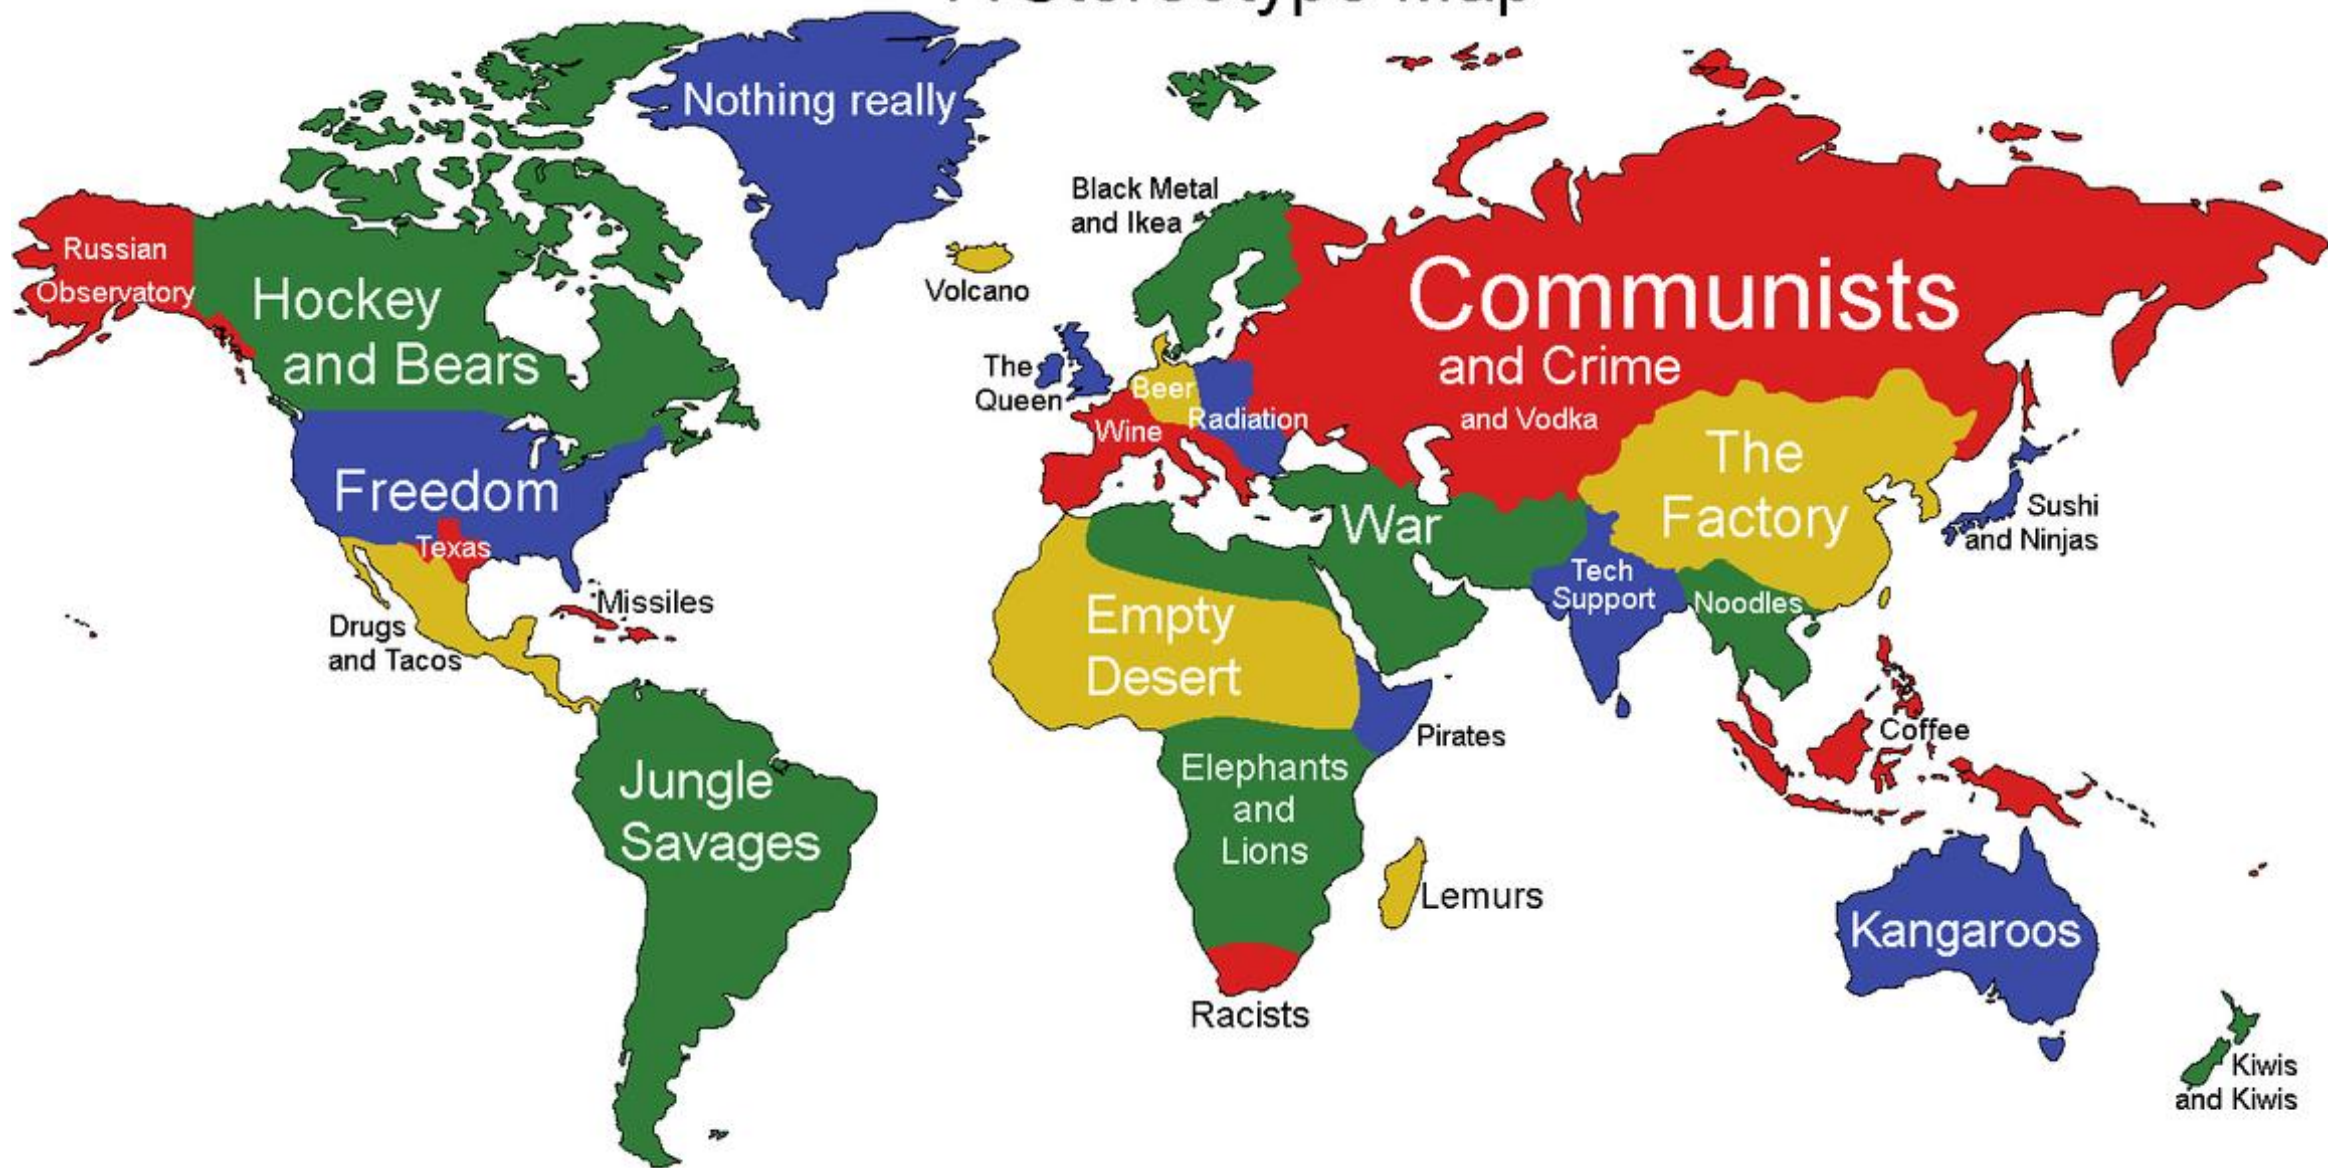 Nothing really
Black Metal
and Ikea
Russian
Observatory
Hockey
and Bears
Volcano
Communists
and Crime
and Vodka
The
Queen
Beer
Wine
Radiation
The
Factory
Freedom
Texas
War
Sushi
and Ninjas
Missiles
Drugs
and Tacos
Empty
Desert
Tech
Support
Noodles
Pirates
Coffee
Jungle
Savages
Elephants
and
Lions
Lemurs
Kangaroos
Racists
Kiwis
and Kiwis